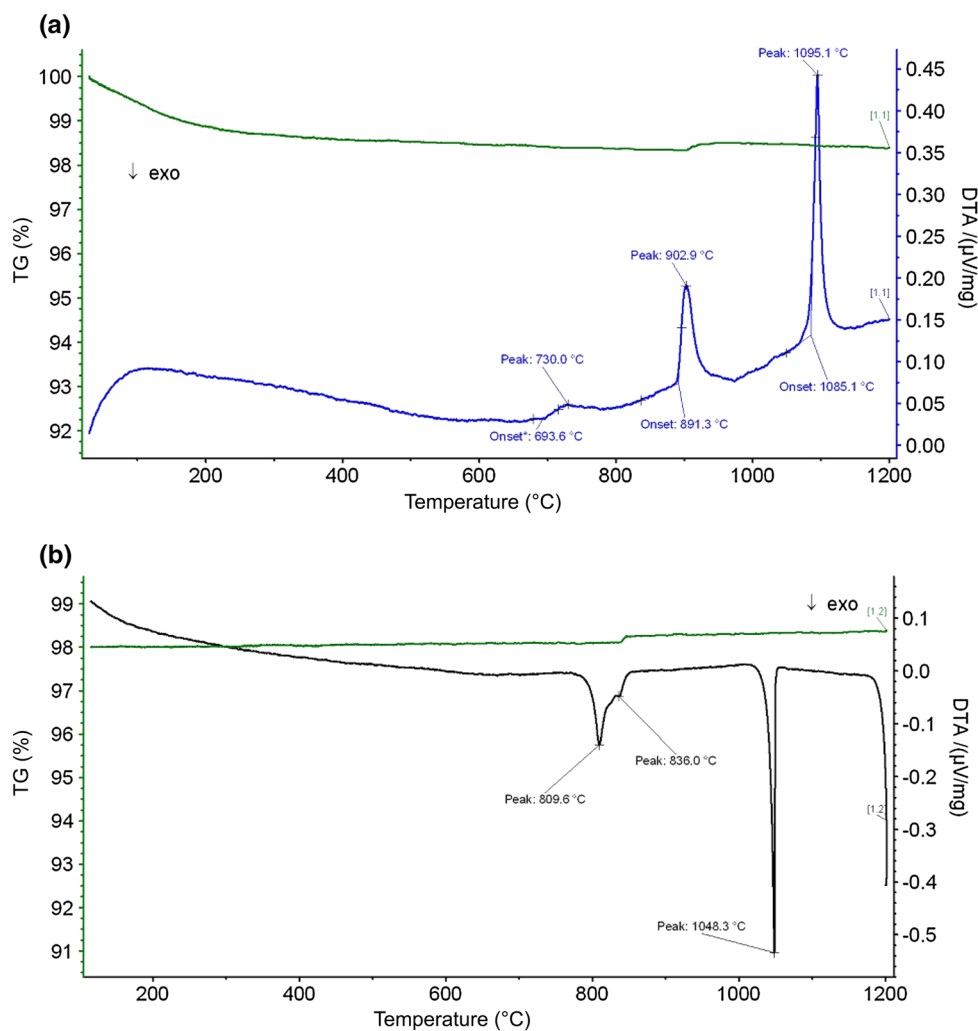 (a)
Peak: 1095.1 °C
100
99
98
97
96
95
94
93
92
TG (%)
↓ exo
[1.1]
Peak: 902.9 °C
[1.1]
Peak: 730.0 °C
Onset*: 693.6 °C
Onset: 891.3 °C
Onset: 1085.1 °C
0.45
0.40
0.35
0.30
0.25
0.20
0.15
0.10
0.05
0.00
DTA /(µV/mg)
200 400 600 800 1000 1200
Temperature (°C)
(b)
99
98
97
96
95
94
93
92
91
TG (%)
↓ exo
[1.2]
Peak: 836.0 °C
Peak: 809.6 °C
[1.2]
Peak: 1048.3 °C
0.1
0.0
-0.1
-0.2
-0.3
-0.4
-0.5
DTA /(µV/mg)
200 400 600 800 1000 1200
Temperature (°C)